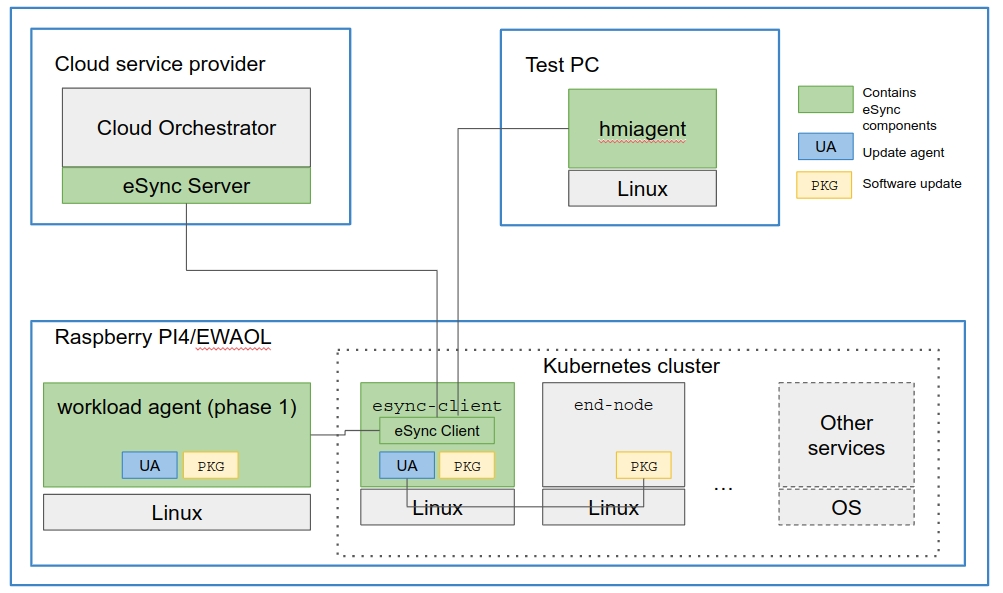 Cloud service provider
Cloud Orchestrator
eSync Server
Test PC
hmiagent
Linux
Contains
eSync
components
UA
Update agent
PKG
Software update
Raspberry PI4/EWAOL
workload agent (phase 1)
UA
PKG
Linux
Kubernetes cluster
esync-client
eSync Client
UA
PKG
Linux
end-node
PKG
Linux
...
Other
services
OS